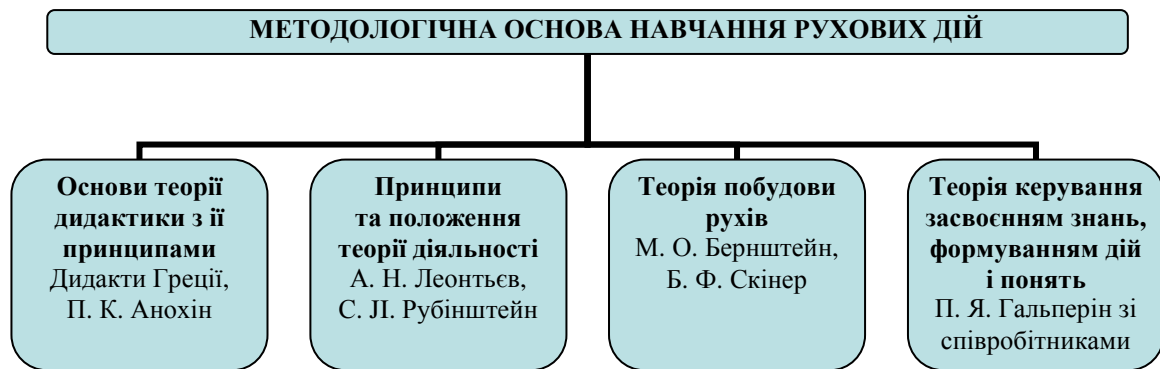 МЕТОДОЛОГІЧНА ОСНОВА НАВЧАННЯ РУХОВИХ ДІЙ
Основи теорії
дидактики з ії
принципами
Дидакти Греції,
П. К. Анохін
Принципи
та положення
теорії діяльності
А. Н. Леонтьєв,
С. Л. Рубінштейн
Теорія побудови
рухів
М. О. Бернштейн,
Б. Ф. Скінер
Теорія керування
засвоєнням знань,
формуванням дій
і понять
П. Я. Гальперін зі
співробітниками